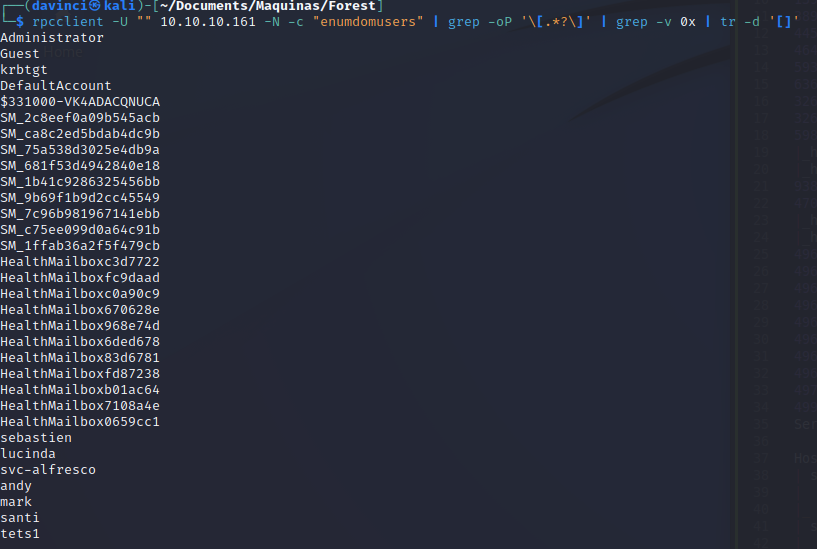 ┌──(davinci㉿kali)-[~/Documents/Maquinas/Forest]
└─$ rpcclient -U "" 10.10.10.161 -N -c "enumdomusers" | grep -oP '\[.*?\]' | grep -v 0x | tr -d '[]'
Administrator
Guest
krbtgt
DefaultAccount
$331000-VK4ADACQNUCA
SM_2c8eef0a09b545acb
SM_ca8c2ed5bdab4dc9b
SM_75a538d3025e4db9a
SM_681f53d4942840e18
SM_1b41c9286325456bb
SM_9b69f1b9d2cc45549
SM_7c96b981967141ebb
SM_c75ee099d0a64c91b
SM_1ffab36a2f5f479cb
HealthMailboxc3d7722
HealthMailboxfc9daad
HealthMailboxc0a90c9
HealthMailbox670628e
HealthMailbox968e74d
HealthMailbox6ded678
HealthMailbox83d6781
HealthMailboxfd87238
HealthMailboxb01ac64
HealthMailbox7108a4e
HealthMailbox0659cc1
sebastien
lucinda
svc-alfresco
andy
mark
santi
tets1